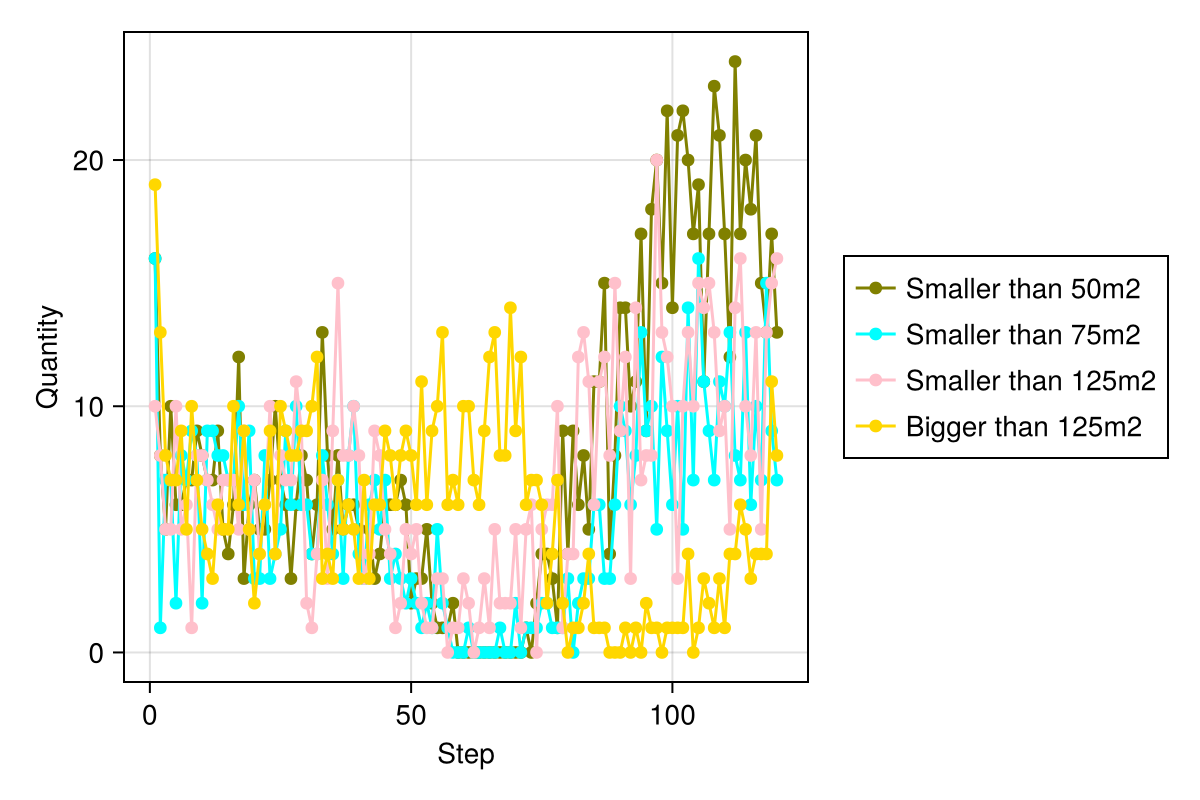 20
10
0
Quantity
0
50
100
Step
Smaller than 50m2
Smaller than 75m2
Smaller than 125m2
Bigger than 125m2